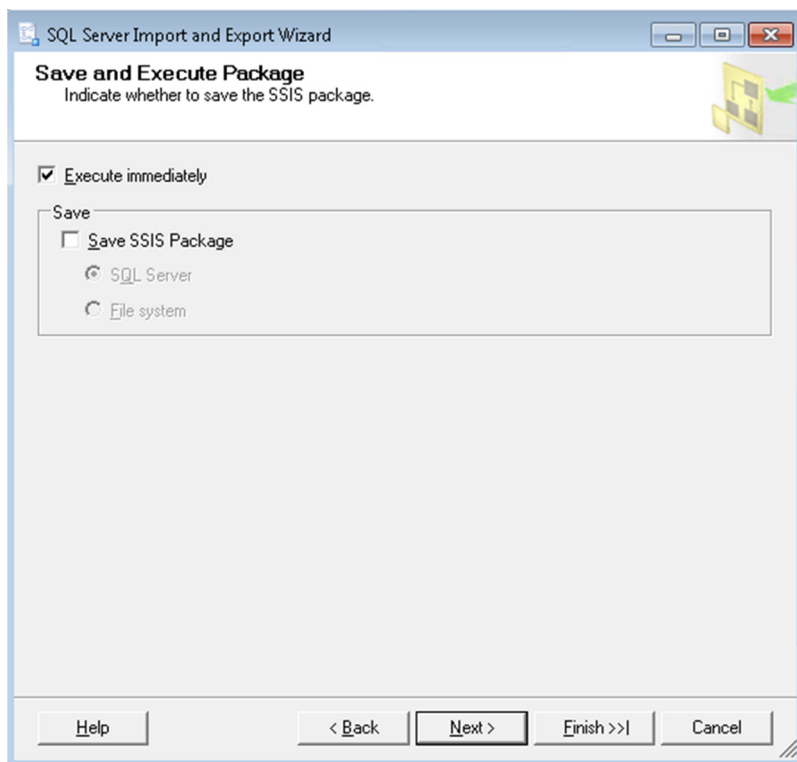 SQL Server Import and Export Wizard
Save and Execute Package
Indicate whether to save the SSIS package.
Execute immediately
Save
Save SSIS Package
SQL Server
File system
Help
< Back
Next >
Finish >>|
Cancel